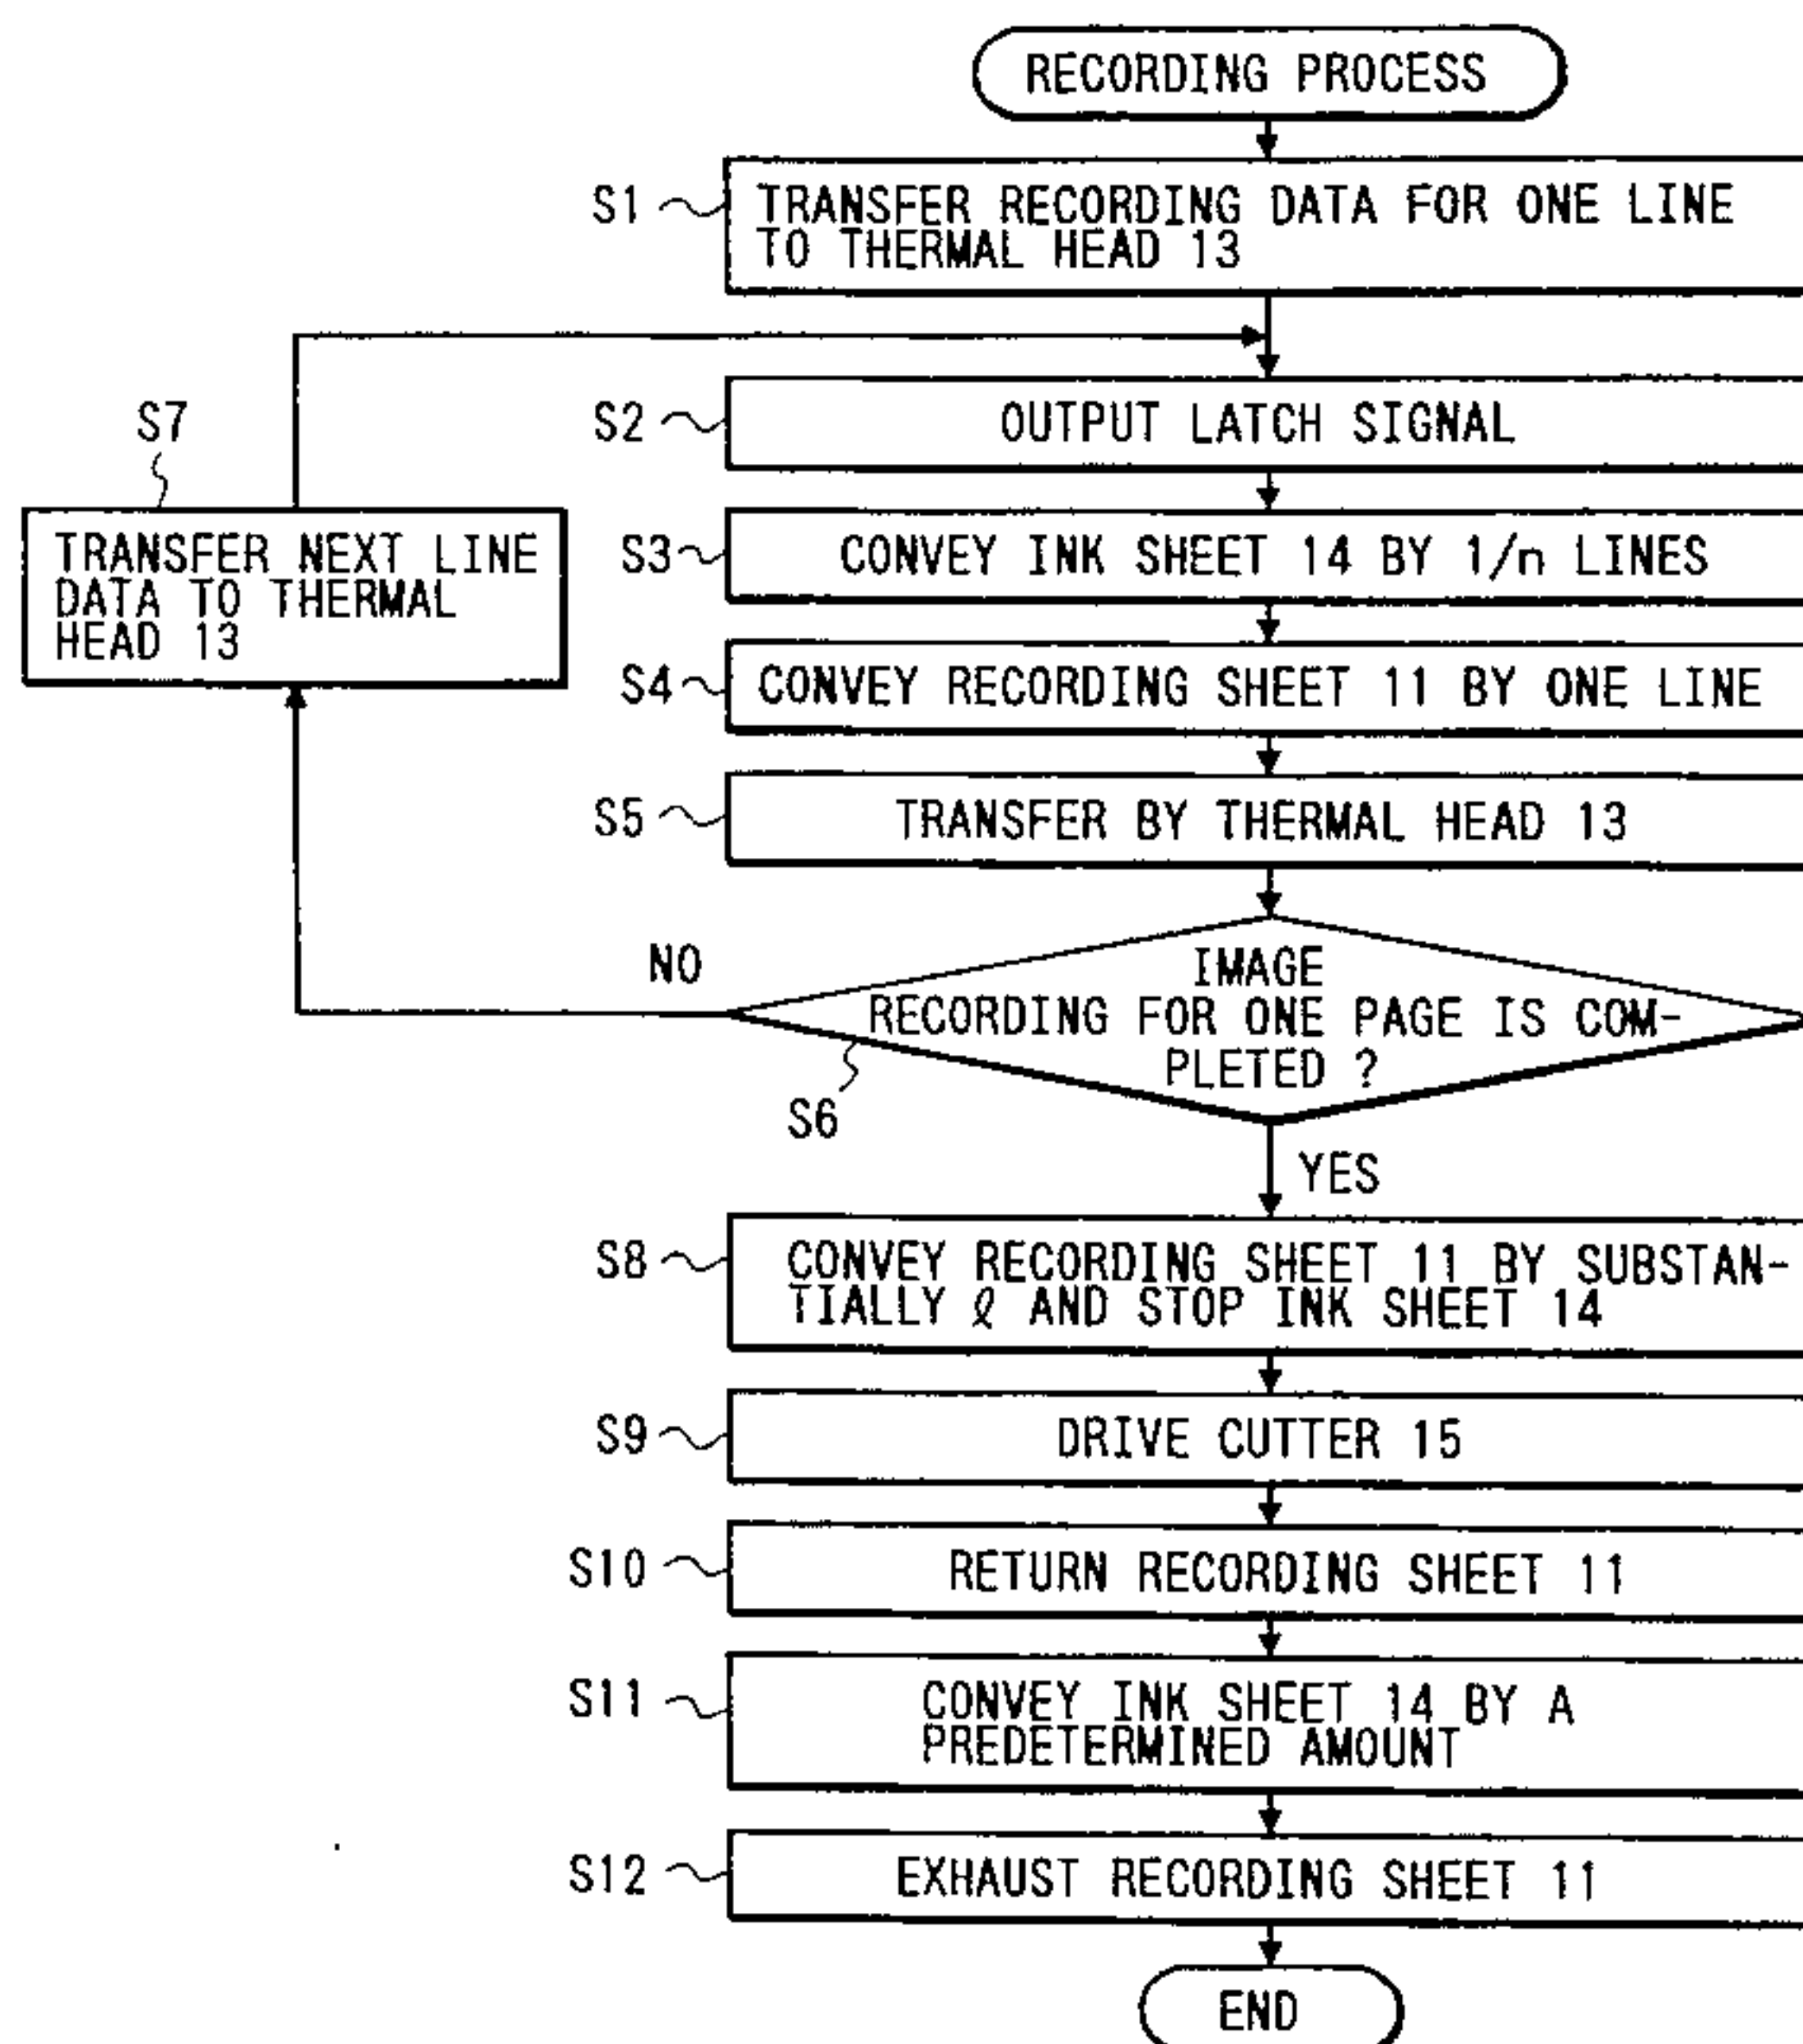 RECORDING PROCESS
S1
TRANSFER RECORDING DATA FOR ONE LINE
TO THERMAL HEAD 13
S2
OUTPUT LATCH SIGNAL
S7
TRANSFER NEXT LINE
DATA TO THERMAL
HEAD 13
S3
CONVEY INK SHEET 14 BY 1/n LINES
S4
CONVEY RECORDING SHEET 11 BY ONE LINE
S5
TRANSFER BY THERMAL HEAD 13
NO
IMAGE
RECORDING FOR ONE PAGE IS COM-
PLETED ?
S6
YES
S8
CONVEY RECORDING SHEET 11 BY SUBSTAN-
TIALLY ℓ AND STOP INK SHEET 14
S9
DRIVE CUTTER 15
S10
RETURN RECORDING SHEET 11
S11
CONVEY INK SHEET 14 BY A
PREDETERMINED AMOUNT
S12
EXHAUST RECORDING SHEET 11
END